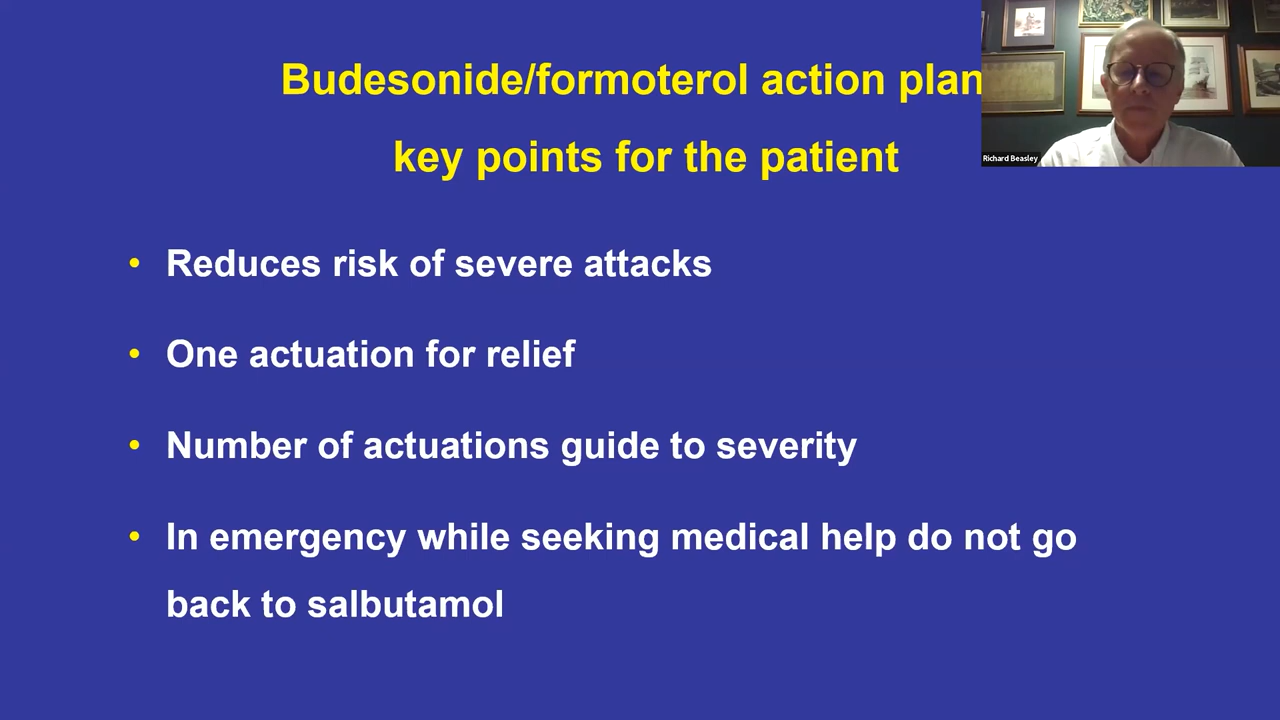 Budesonide/formoterol action plan
key points for the patient
Richard Beasley
• Reduces risk of severe attacks
• One actuation for relief
• Number of actuations guide to severity
• In emergency while seeking medical help do not go
back to salbutamol